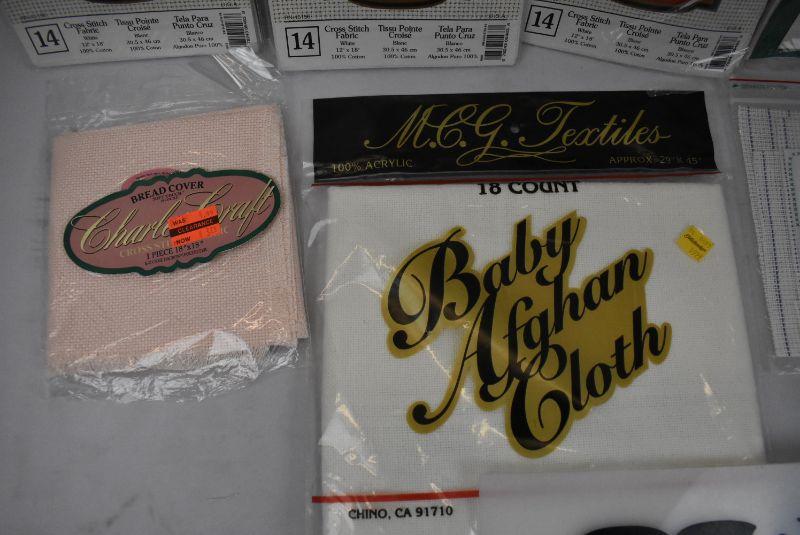 14
Cross Stitch
Fabric
White
12" x 18"
100% Cotton
Tissu Pointe
Croisé
Blanc
30.5 x 46 cm
100% Coton
Tela Para
Punto Cruz
Blanco
30.5 x 46 cm
Algodon Puro 100%
14
Cross Stitch
Fabric
White
12" x 18"
100% Cotton
Tissu Pointe
Croisé
Blanc
30.5 x 46 cm
100% Coton
Tela Para
Punto Cruz
Blanco
30.5 x 46 cm
Algodon Puro 100%
14
Cross Stitch
Fabric
White
12" x 18"
100% Cotton
Tissu Pointe
Croisé
Blanc
30.5 x 46 cm
100% Coton
Tela Para
Punto Cruz
Blanco
30.5 x 46 cm
Algodon Puro 100%
BREAD COVER
Charles Craft
WAS
CLEARANCE
NOW
1 PIECE 18"x18"
M.C.G. Textiles
100% ACRYLIC
APPROX. 29" X 45"
18 COUNT
Baby
Afghan
Cloth
CHINO, CA 91710